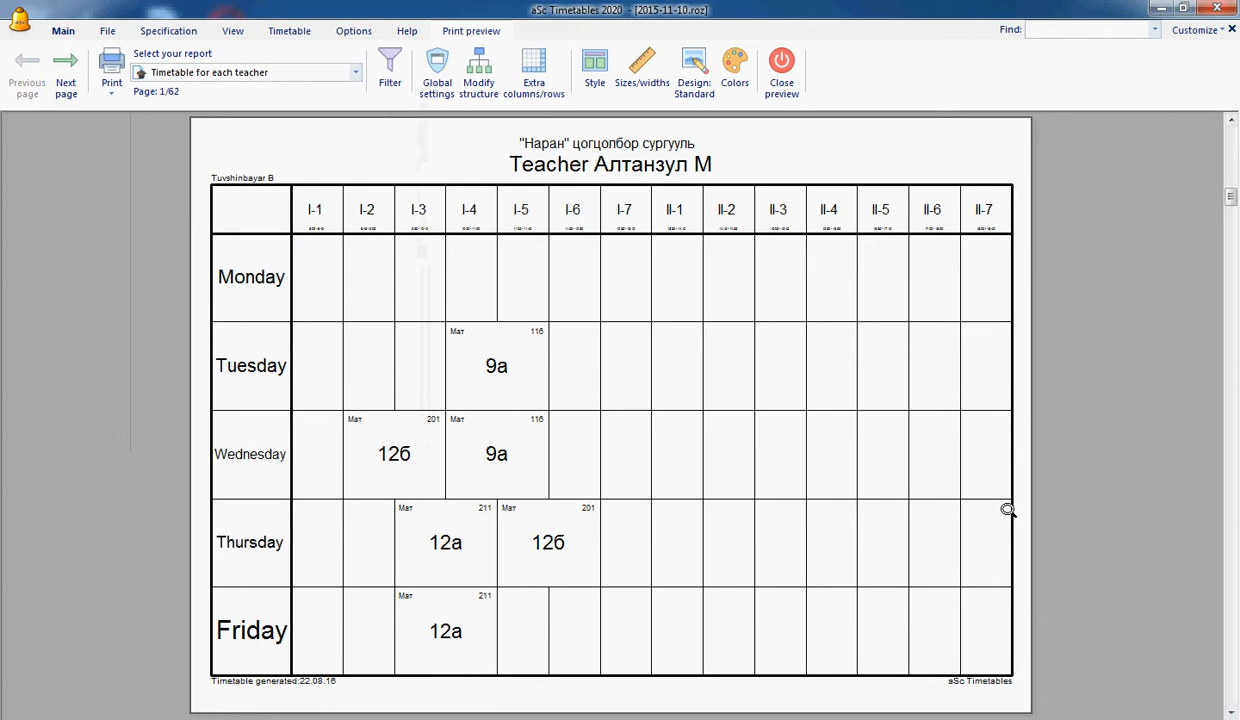 aSc Timetables 2020 - [2015-11-10.roz]
Main File Specification View Timetable Options Help Print preview Find: Customize
Previous page
Next page
Print
Select your report
Timetable for each teacher
Page: 1/62
Filter
Global settings
Modify structure
Extra columns/rows
Style
Sizes/widths
Design: Standard
Colors
Close preview
"Наран" цогцолбор сургууль
Teacher Алтанзул М
Tuvshinbayar B
I-1 I-2 I-3 I-4 I-5 I-6 I-7 II-1 II-2 II-3 II-4 II-5 II-6 II-7
Monday
Tuesday
Мат 116
9а
Wednesday
Мат 201
12б
Мат 116
9а
Thursday
Мат 211
12а
Мат 201
12б
Friday
Мат 211
12а
Timetable generated:22.08.16
aSc Timetables